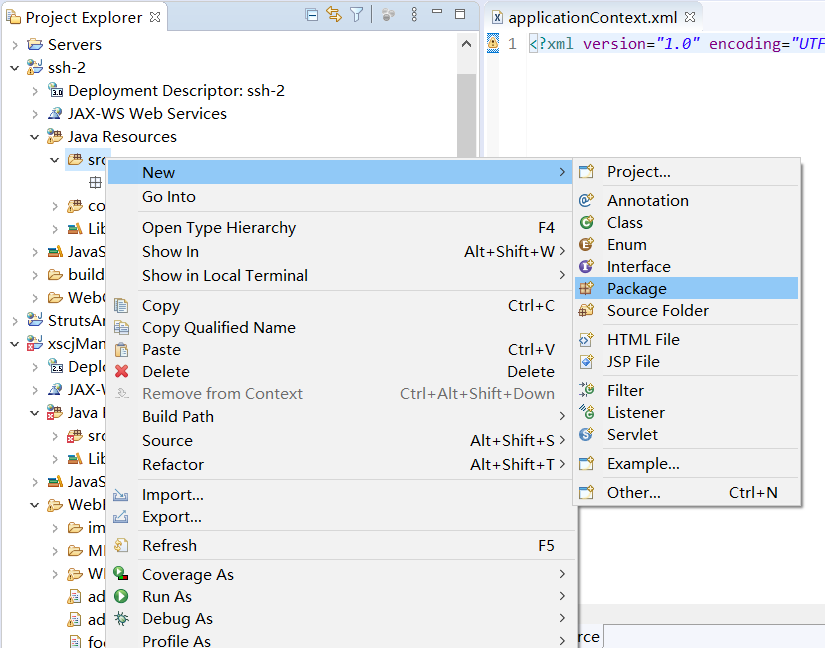 Project Explorer
applicationContext.xml
Servers
1 <?xml version="1.0" encoding="UTF
ssh-2
Deployment Descriptor: ssh-2
JAX-WS Web Services
Java Resources
src
New
Go Into
Open Type Hierarchy F4
Show In Alt+Shift+W
Show in Local Terminal
Copy Ctrl+C
Copy Qualified Name
Paste Ctrl+V
Delete Delete
Remove from Context Ctrl+Alt+Shift+Down
Build Path
Source Alt+Shift+S
Refactor Alt+Shift+T
Import...
Export...
Refresh F5
Coverage As
Run As
Debug As
Profile As
Project...
Annotation
Class
Enum
Interface
Package
Source Folder
HTML File
JSP File
Filter
Listener
Servlet
Example...
Other... Ctrl+N
co
Lib
JavaS
build
Web
StrutsAr
xscjMan
Deplo
JAX-W
Java
src
Lib
JavaS
Web
im
M
W
ad
ad
foo
rce